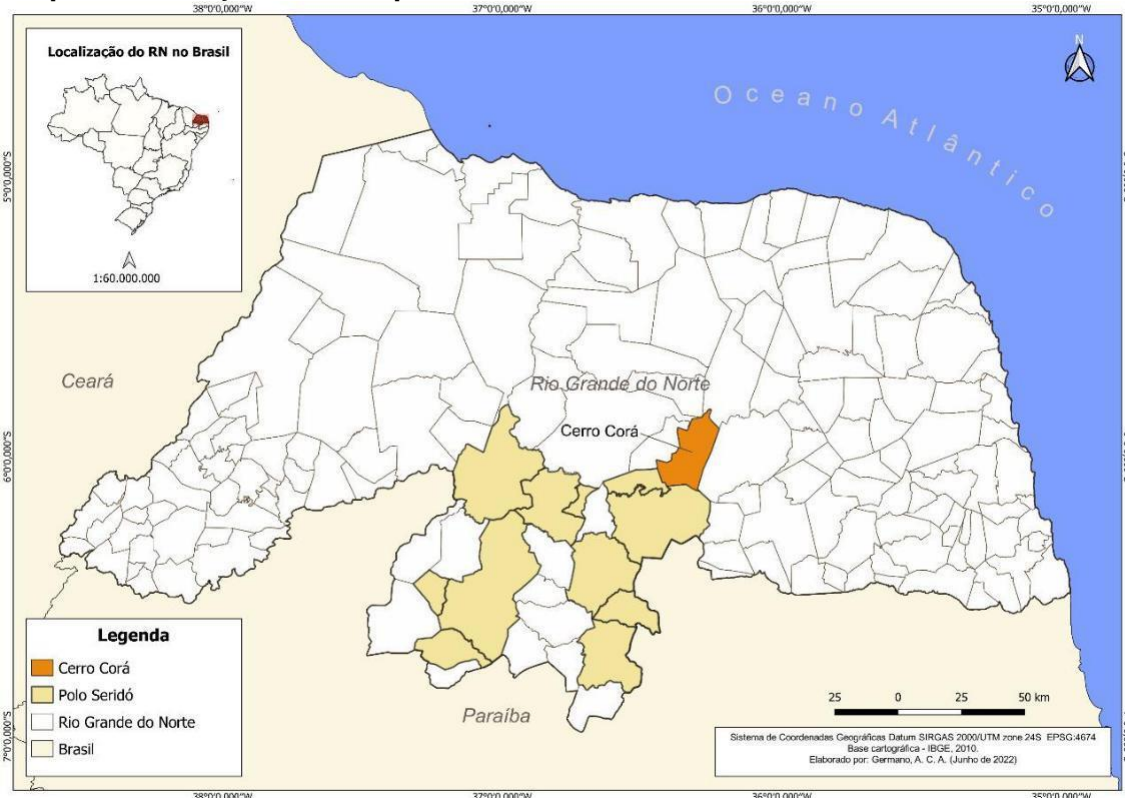 38°0'0,000"W
37°0'0,000"W
36°0'0,000"W
35°0'0,000"W
Localização do RN no Brasil
1:60.000.000
N
Oceano Atlântico
5°0'0,000"S
Ceará
Rio Grande do Norte
Cerro Corá
6°0'0,000"S
Legenda
Cerro Corá
Polo Seridó
Rio Grande do Norte
Brasil
Paraíba
25 0 25 50 km
7°0'0,000"S
Sistema de Coordenadas Geográficas Datum SIRGAS 2000/UTM zone 24S EPSG:4674
Base cartográfica - IBGE, 2010.
Elaborado por: Germano, A. C. A. (Junho de 2022)
38°0'0,000"W
37°0'0,000"W
36°0'0,000"W
35°0'0,000"W